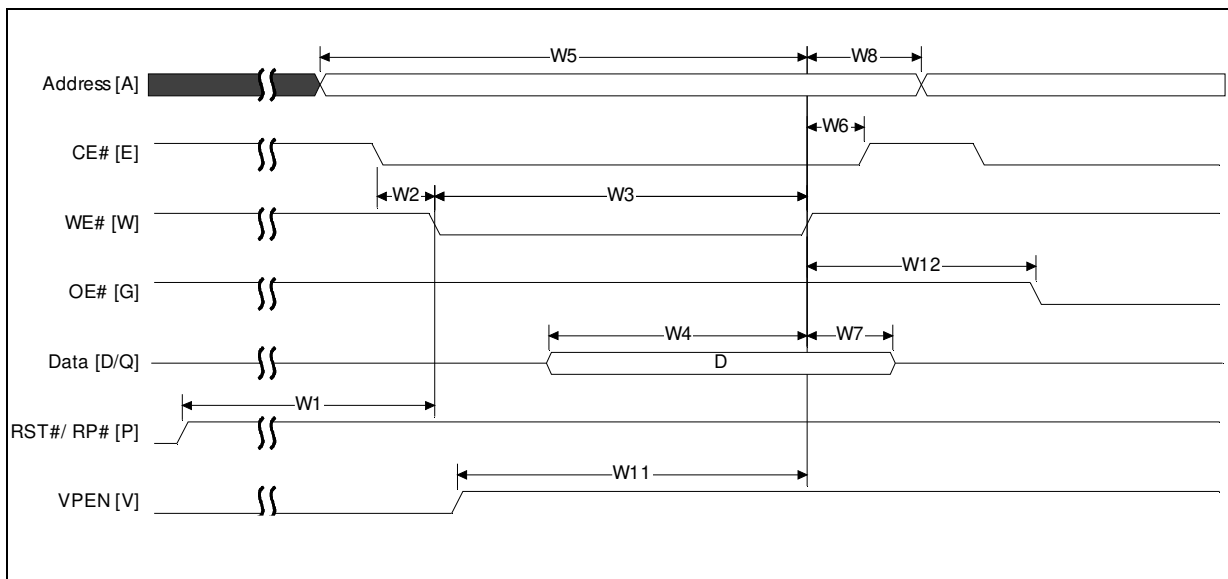 W5
W8
Address [A]
W6
CE# [E]
W2
W3
WE# [W]
W12
OE# [G]
W4
W7
Data [D/Q]
D
W1
RST#/ RP# [P]
W11
VPEN [V]